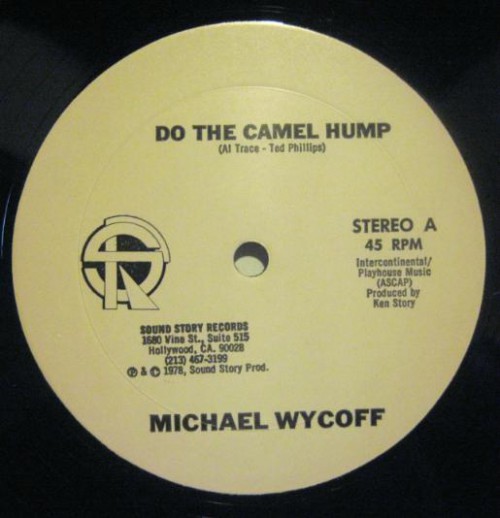 DO THE CAMEL HUMP
(Al Trace - Ted Phillips)
STEREO A
45 RPM
Intercontinental/
Playhouse Music
(ASCAP)
Produced by
Ken Story
SOUND STORY RECORDS
1680 Vine St., Suite 515
Hollywood, CA. 90028
(213) 467-3199
℗ & © 1978, Sound Story Prod.
MICHAEL WYCOFF